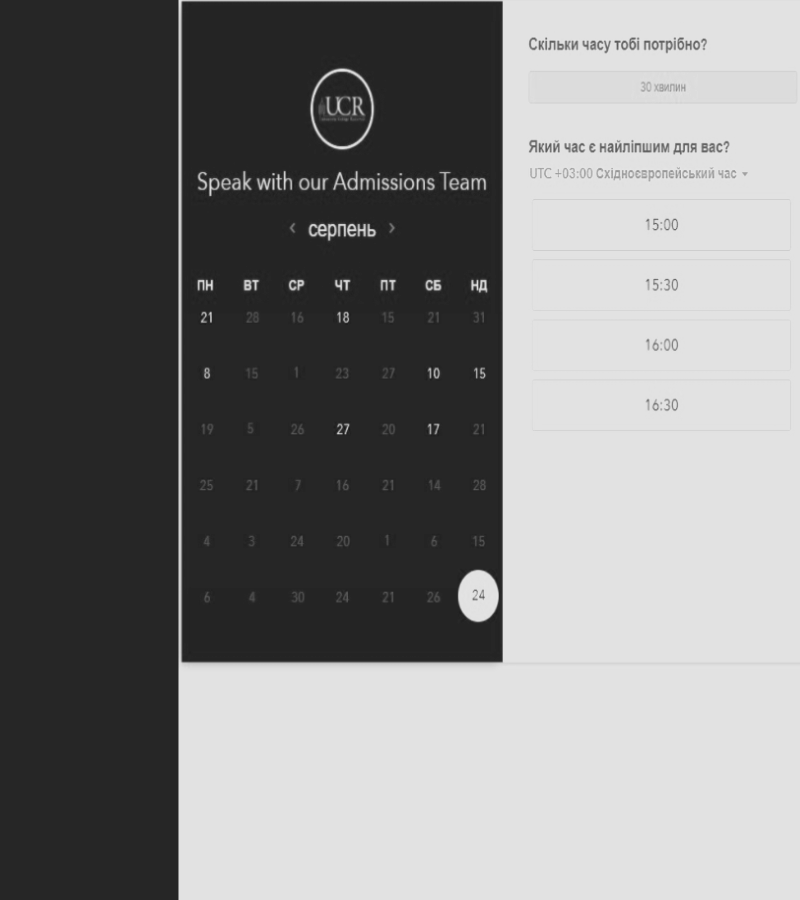 UCR
Speak with our Admissions Team
‹ серпень ›
ПН ВТ СР ЧТ ПТ СБ НД
21 28 16 18 15 21 31
8 15 1 23 27 10 15
19 5 26 27 20 17 21
25 21 7 16 21 14 28
4 3 24 20 1 6 15
6 4 30 24 21 26 24
Скільки часу тобі потрібно?
30 хвилин
Який час є найліпшим для вас?
UTC +03:00 Східноєвропейський час
15:00
15:30
16:00
16:30